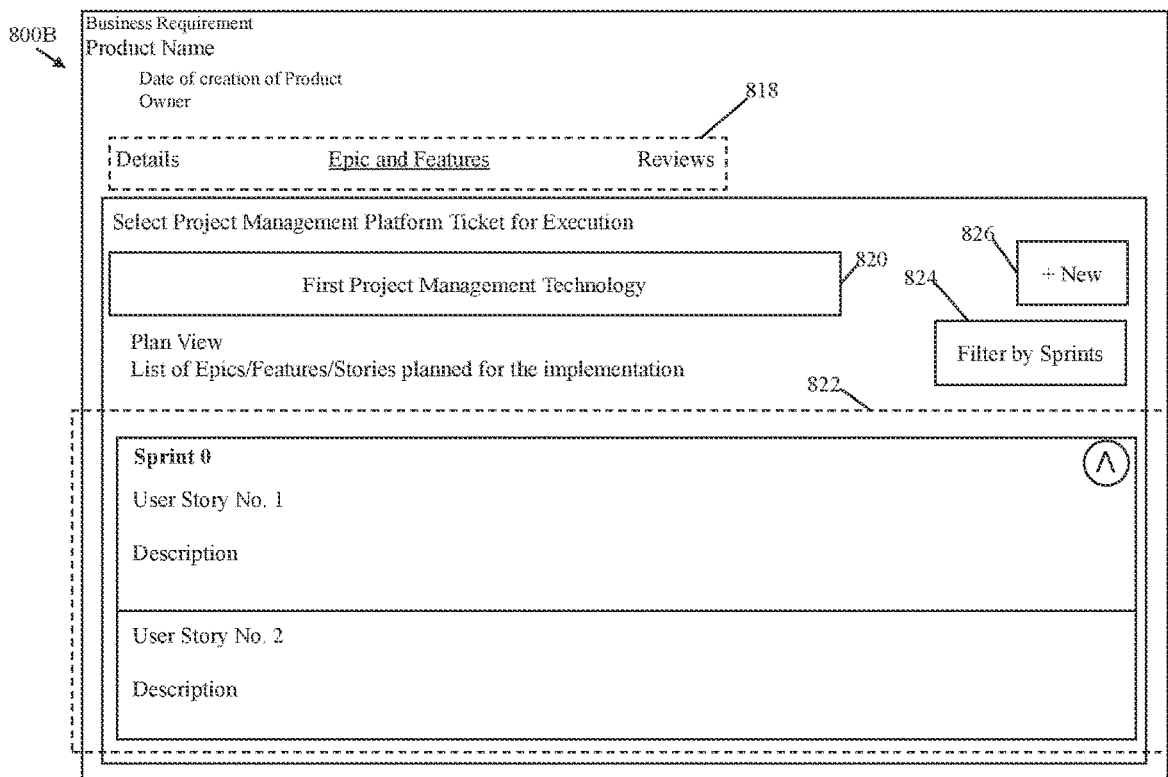 800B
Business Requirement
Product Name
Date of creation of Product
Owner
818
Details Epic and Features Reviews
Select Project Management Platform Ticket for Execution
826
+ New
First Project Management Technology
820
824
Plan View
Filter by Sprints
List of Epics/Features/Stories planned for the implementation
822
Sprint 0
User Story No. 1
Description
User Story No. 2
Description